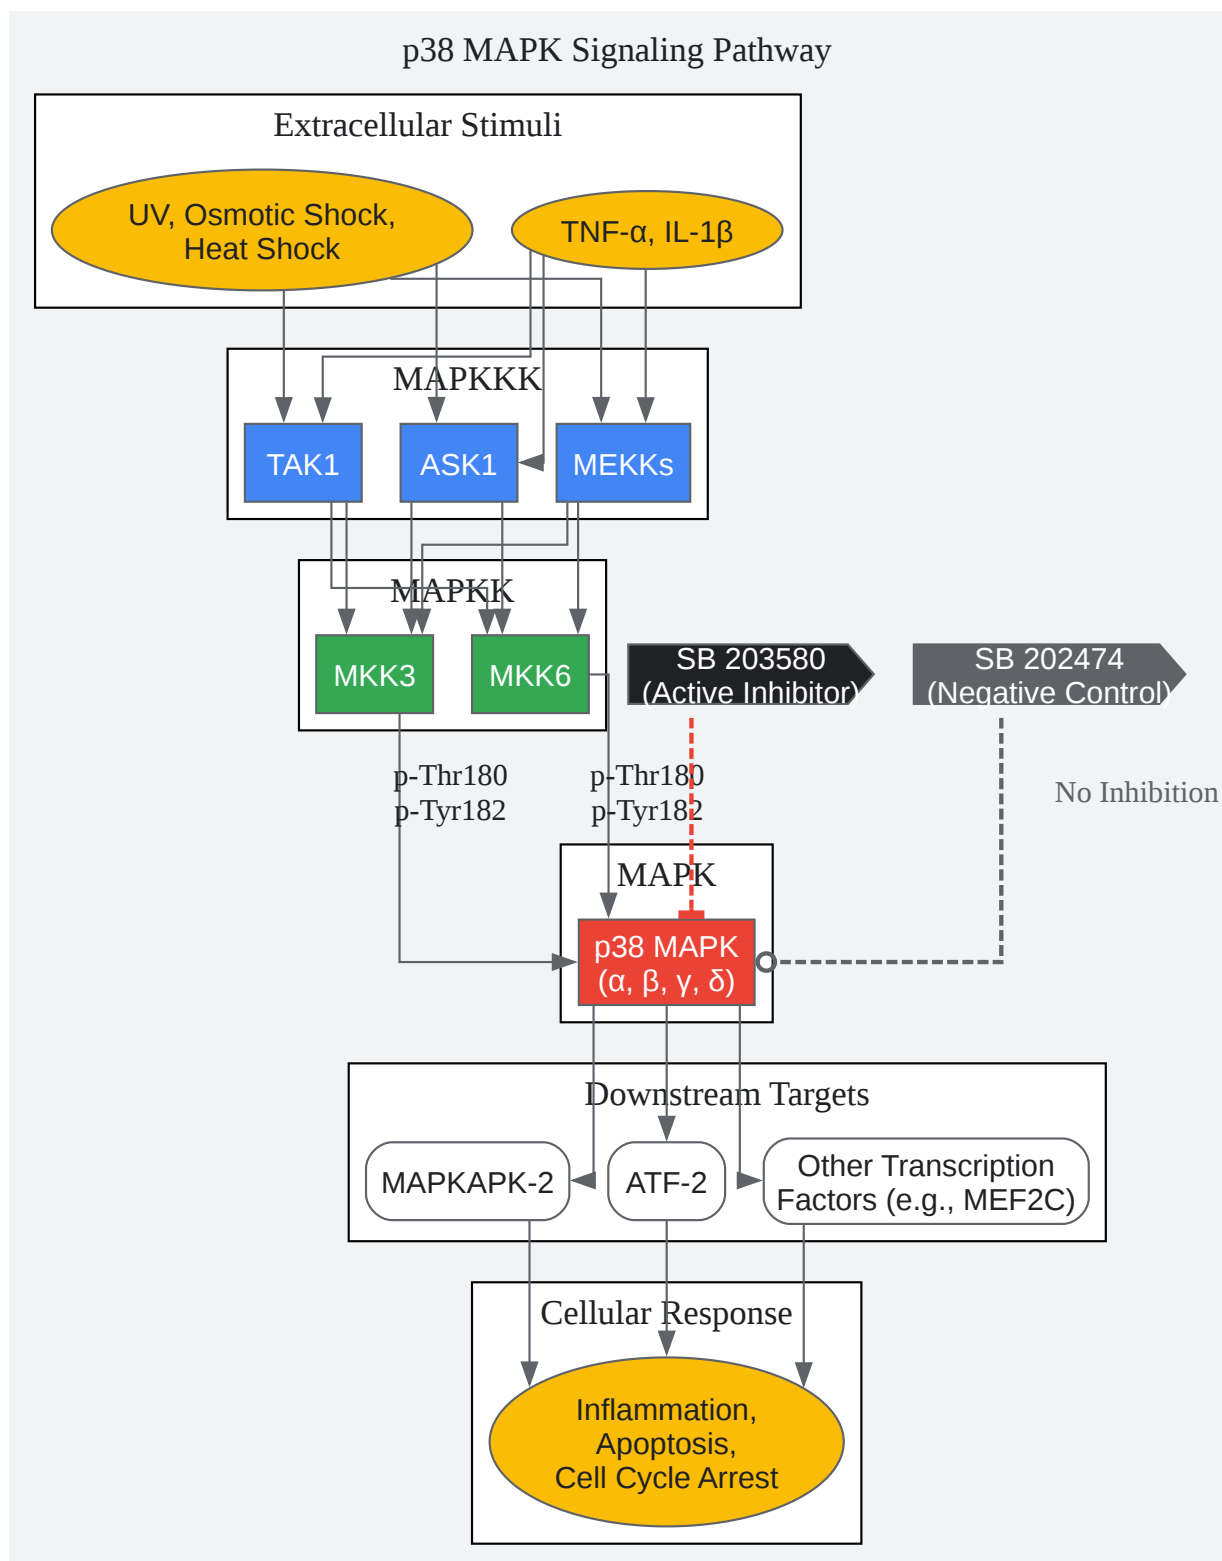 p38 MAPK Signaling Pathway
Extracellular Stimuli
UV, Osmotic Shock,
Heat Shock
TNF-α, IL-1β
MAPKKK
TAK1
ASK1
MEKKs
MAPKK
MKK3
MKK6
SB 203580
(Active Inhibitor)
SB 202474
(Negative Control)
p-Thr180
p-Tyr182
p-Thr180
p-Tyr182
No Inhibition
MAPK
p38 MAPK
(α, β, γ, δ)
Downstream Targets
MAPKAPK-2
ATF-2
Other Transcription
Factors (e.g., MEF2C)
Cellular Response
Inflammation,
Apoptosis,
Cell Cycle Arrest